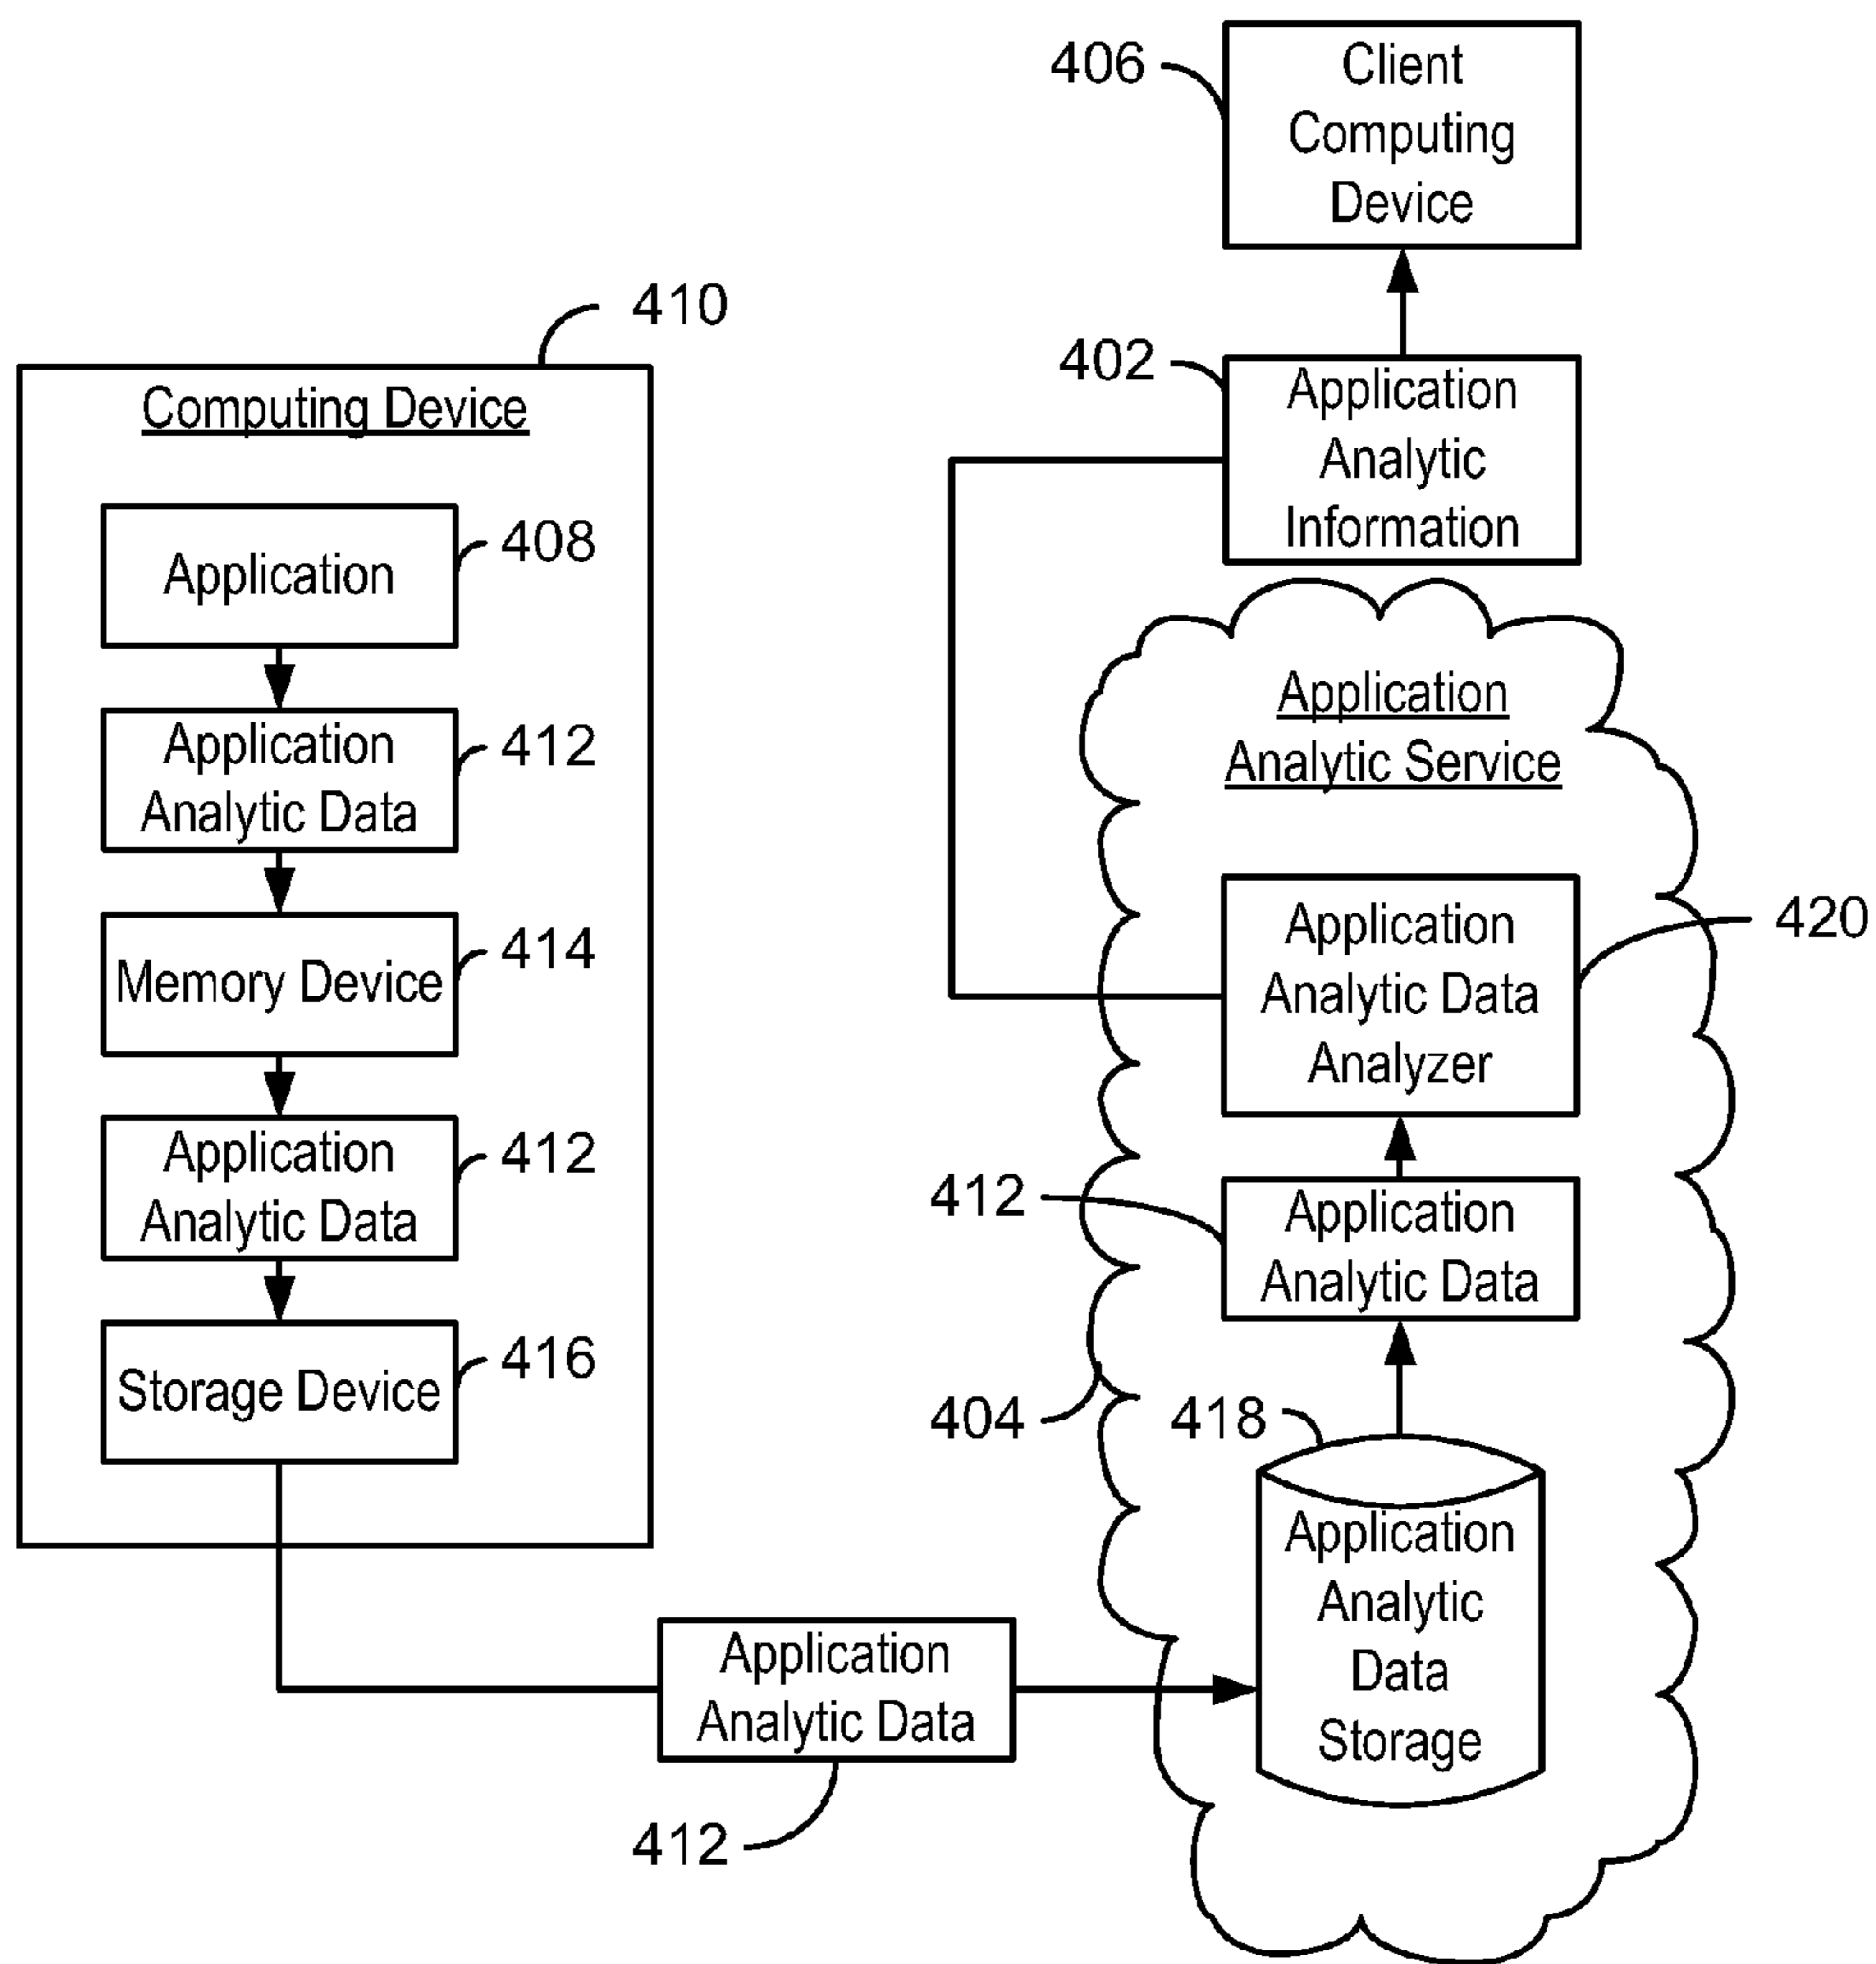 406
Client
Computing
Device
410
402
Application
Analytic
Information
Computing Device
Application
408
Application
Analytic Data
412
Memory Device
414
Application
Analytic Data
412
Storage Device
416
Application
Analytic Service
Application
Analytic Data
Analyzer
420
412
Application
Analytic Data
404
418
Application
Analytic
Data
Storage
Application
Analytic Data
412